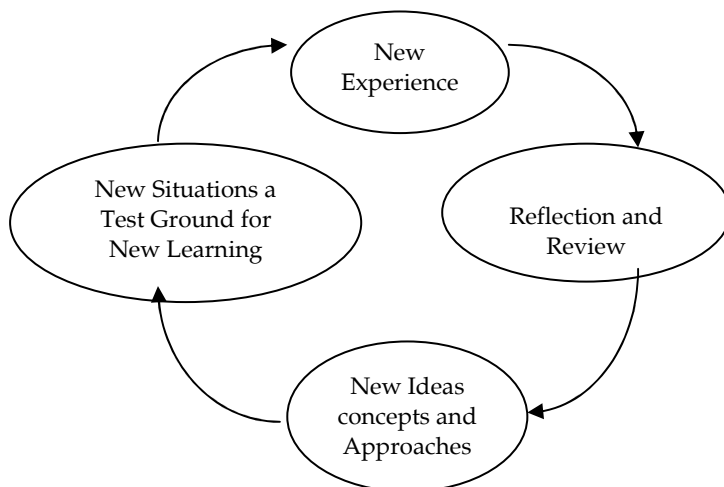 New
Experience
Reflection and
Review
New Ideas
concepts and
Approaches
New Situations a
Test Ground for
New Learning